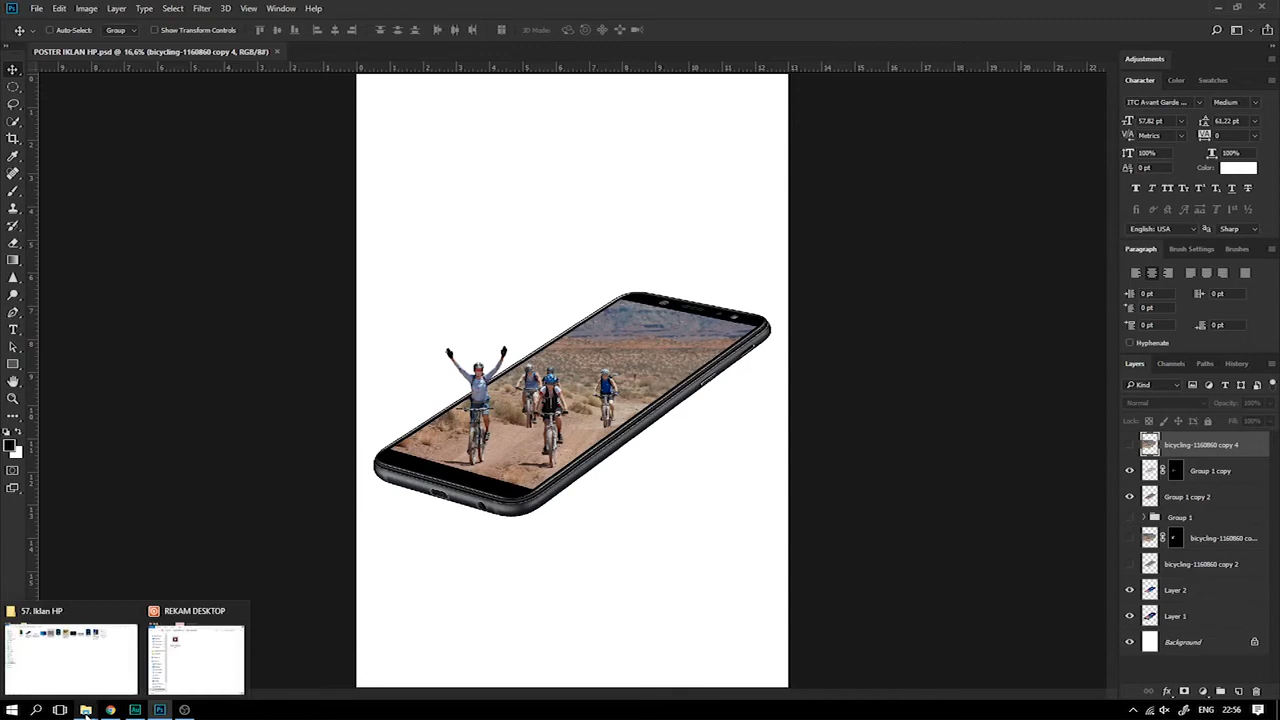 File Edit Image Layer Type Select Filter 3D View Window Help
Auto-Select: Group Show Transform Controls 3D Mode:
POSTER IKLAN HP.psd @ 16,6% (bicycling-1160860 copy 4, RGB/8#)
Adjustments
Character Color Swatches
ITC Avant Garde ... Medium
57.82 pt 61.22 pt
Metrics 0
100% 100%
0 pt Color:
English: USA Sharp
Paragraph Brush Settings Brushes
0 pt 0 pt
0 pt
0 pt 0 pt
Hyphenate
Layers Channels Paths History
Kind
Normal Opacity: 100%
Lock: Fill: 100%
bicycling-1160860 copy 4
Group 1 copy
Group 1 copy 2
Group 1
bicycling-1160860 co...
bicycling-1160860 copy 2
Layer 2
Layer 1
Background
57. Iklan HP REKAM DESKTOP
ENG 22:56